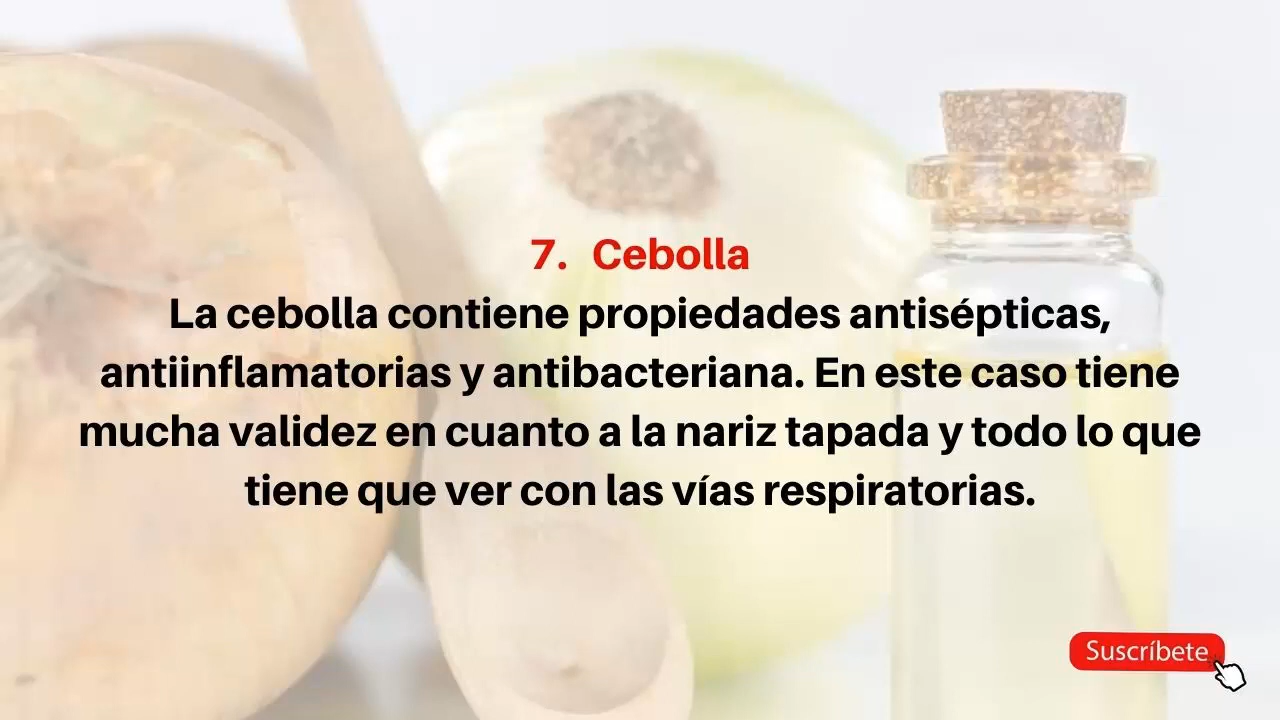 7. Cebolla
La cebolla contiene propiedades antisépticas,
antiinflamatorias y antibacteriana. En este caso tiene
mucha validez en cuanto a la nariz tapada y todo lo que
tiene que ver con las vías respiratorias.
Suscríbete